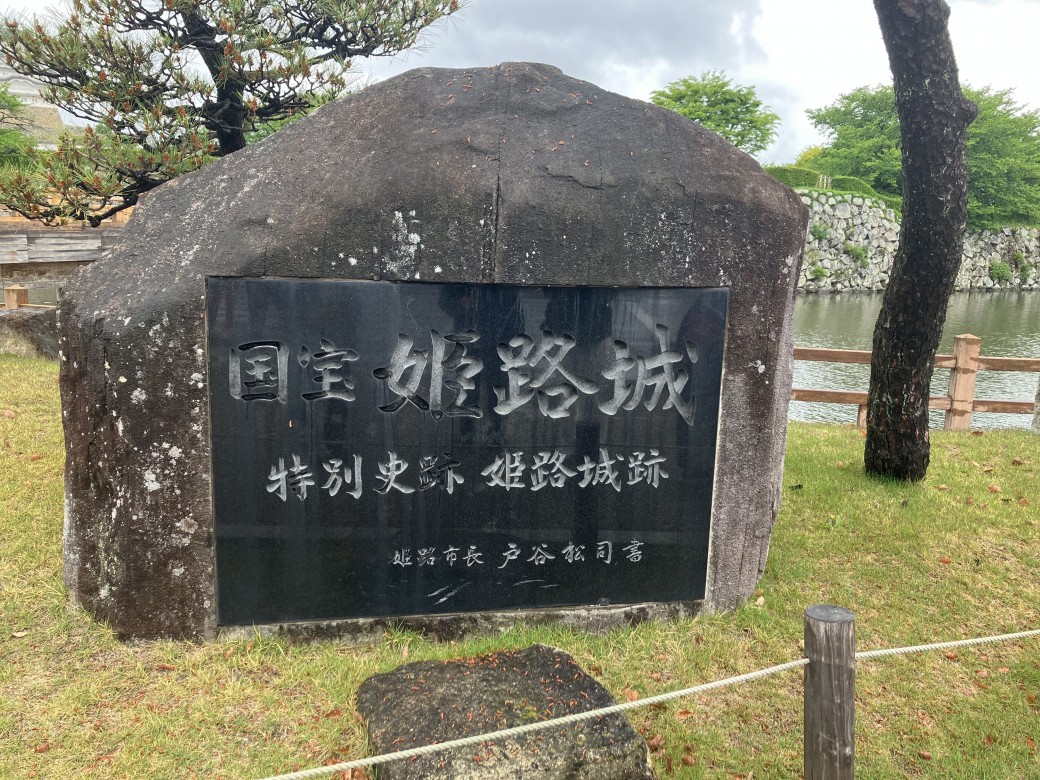 国宝 姫路城
特別史跡 姫路城跡
姫路市長 戸谷松司 書